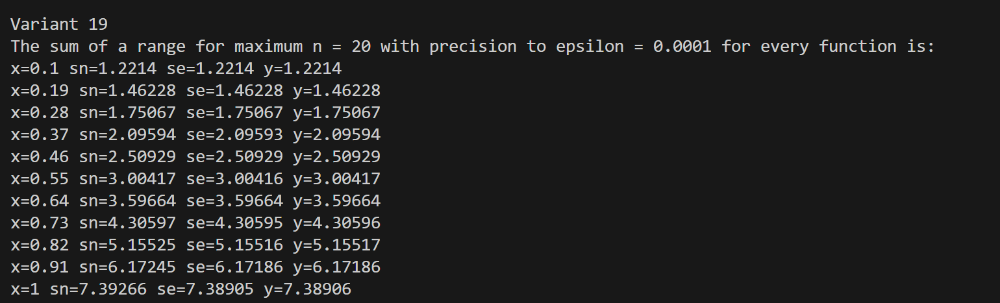 Variant 19
The sum of a range for maximum n = 20 with precision to epsilon = 0.0001 for every function is:
x=0.1 sn=1.2214 se=1.2214 y=1.2214
x=0.19 sn=1.46228 se=1.46228 y=1.46228
x=0.28 sn=1.75067 se=1.75067 y=1.75067
x=0.37 sn=2.09594 se=2.09593 y=2.09594
x=0.46 sn=2.50929 se=2.50929 y=2.50929
x=0.55 sn=3.00417 se=3.00416 y=3.00417
x=0.64 sn=3.59664 se=3.59664 y=3.59664
x=0.73 sn=4.30597 se=4.30595 y=4.30596
x=0.82 sn=5.15525 se=5.15516 y=5.15517
x=0.91 sn=6.17245 se=6.17186 y=6.17186
x=1 sn=7.39266 se=7.38905 y=7.38906